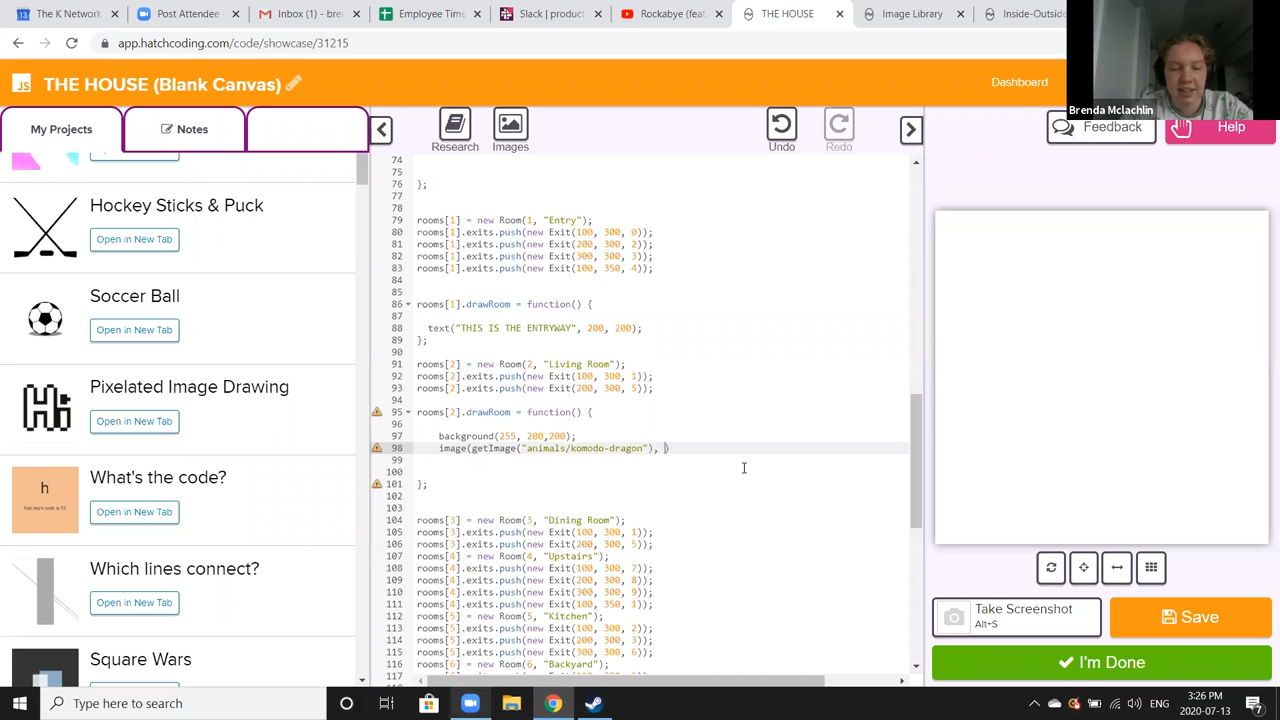 The K Network
Post Attendee
Inbox (1) - bre
Employee Time
Slack | product
Rockabye (feat
THE HOUSE
Image Library
Inside-Outside
app.hatchcoding.com/code/showcase/31215
Brenda Mclachlin
THE HOUSE (Blank Canvas)
Dashboard
My Projects
Notes
Research
Images
Undo
Redo
Feedback
Help
Hockey Sticks & Puck
Open in New Tab
Soccer Ball
Open in New Tab
Pixelated Image Drawing
Open in New Tab
What's the code?
h
that key's code is 72
Open in New Tab
Which lines connect?
Open in New Tab
Square Wars
74
75
76 };
77
78
79 rooms[1] = new Room(1, "Entry");
80 rooms[1].exits.push(new Exit(100, 300, 0));
81 rooms[1].exits.push(new Exit(200, 300, 2));
82 rooms[1].exits.push(new Exit(300, 300, 3));
83 rooms[1].exits.push(new Exit(100, 350, 4));
84
85
86 rooms[1].drawRoom = function() {
87
88 text("THIS IS THE ENTRYWAY", 200, 200);
89 };
90
91 rooms[2] = new Room(2, "Living Room");
92 rooms[2].exits.push(new Exit(100, 300, 1));
93 rooms[2].exits.push(new Exit(200, 300, 5));
94
95 rooms[2].drawRoom = function() {
96
97 background(255, 200,200);
98 image(getImage("animals/komodo-dragon"), )
99
100
101 };
102
103
104 rooms[3] = new Room(3, "Dining Room");
105 rooms[3].exits.push(new Exit(100, 300, 1));
106 rooms[3].exits.push(new Exit(200, 300, 5));
107 rooms[4] = new Room(4, "Upstairs");
108 rooms[4].exits.push(new Exit(100, 300, 7));
109 rooms[4].exits.push(new Exit(200, 300, 8));
110 rooms[4].exits.push(new Exit(300, 300, 9));
111 rooms[4].exits.push(new Exit(100, 350, 1));
112 rooms[5] = new Room(5, "Kitchen");
113 rooms[5].exits.push(new Exit(100, 300, 2));
114 rooms[5].exits.push(new Exit(200, 300, 3));
115 rooms[5].exits.push(new Exit(300, 300, 6));
116 rooms[6] = new Room(6, "Backyard");
117
Take Screenshot
Alt+S
Save
I'm Done
Type here to search
3:26 PM
2020-07-13
7